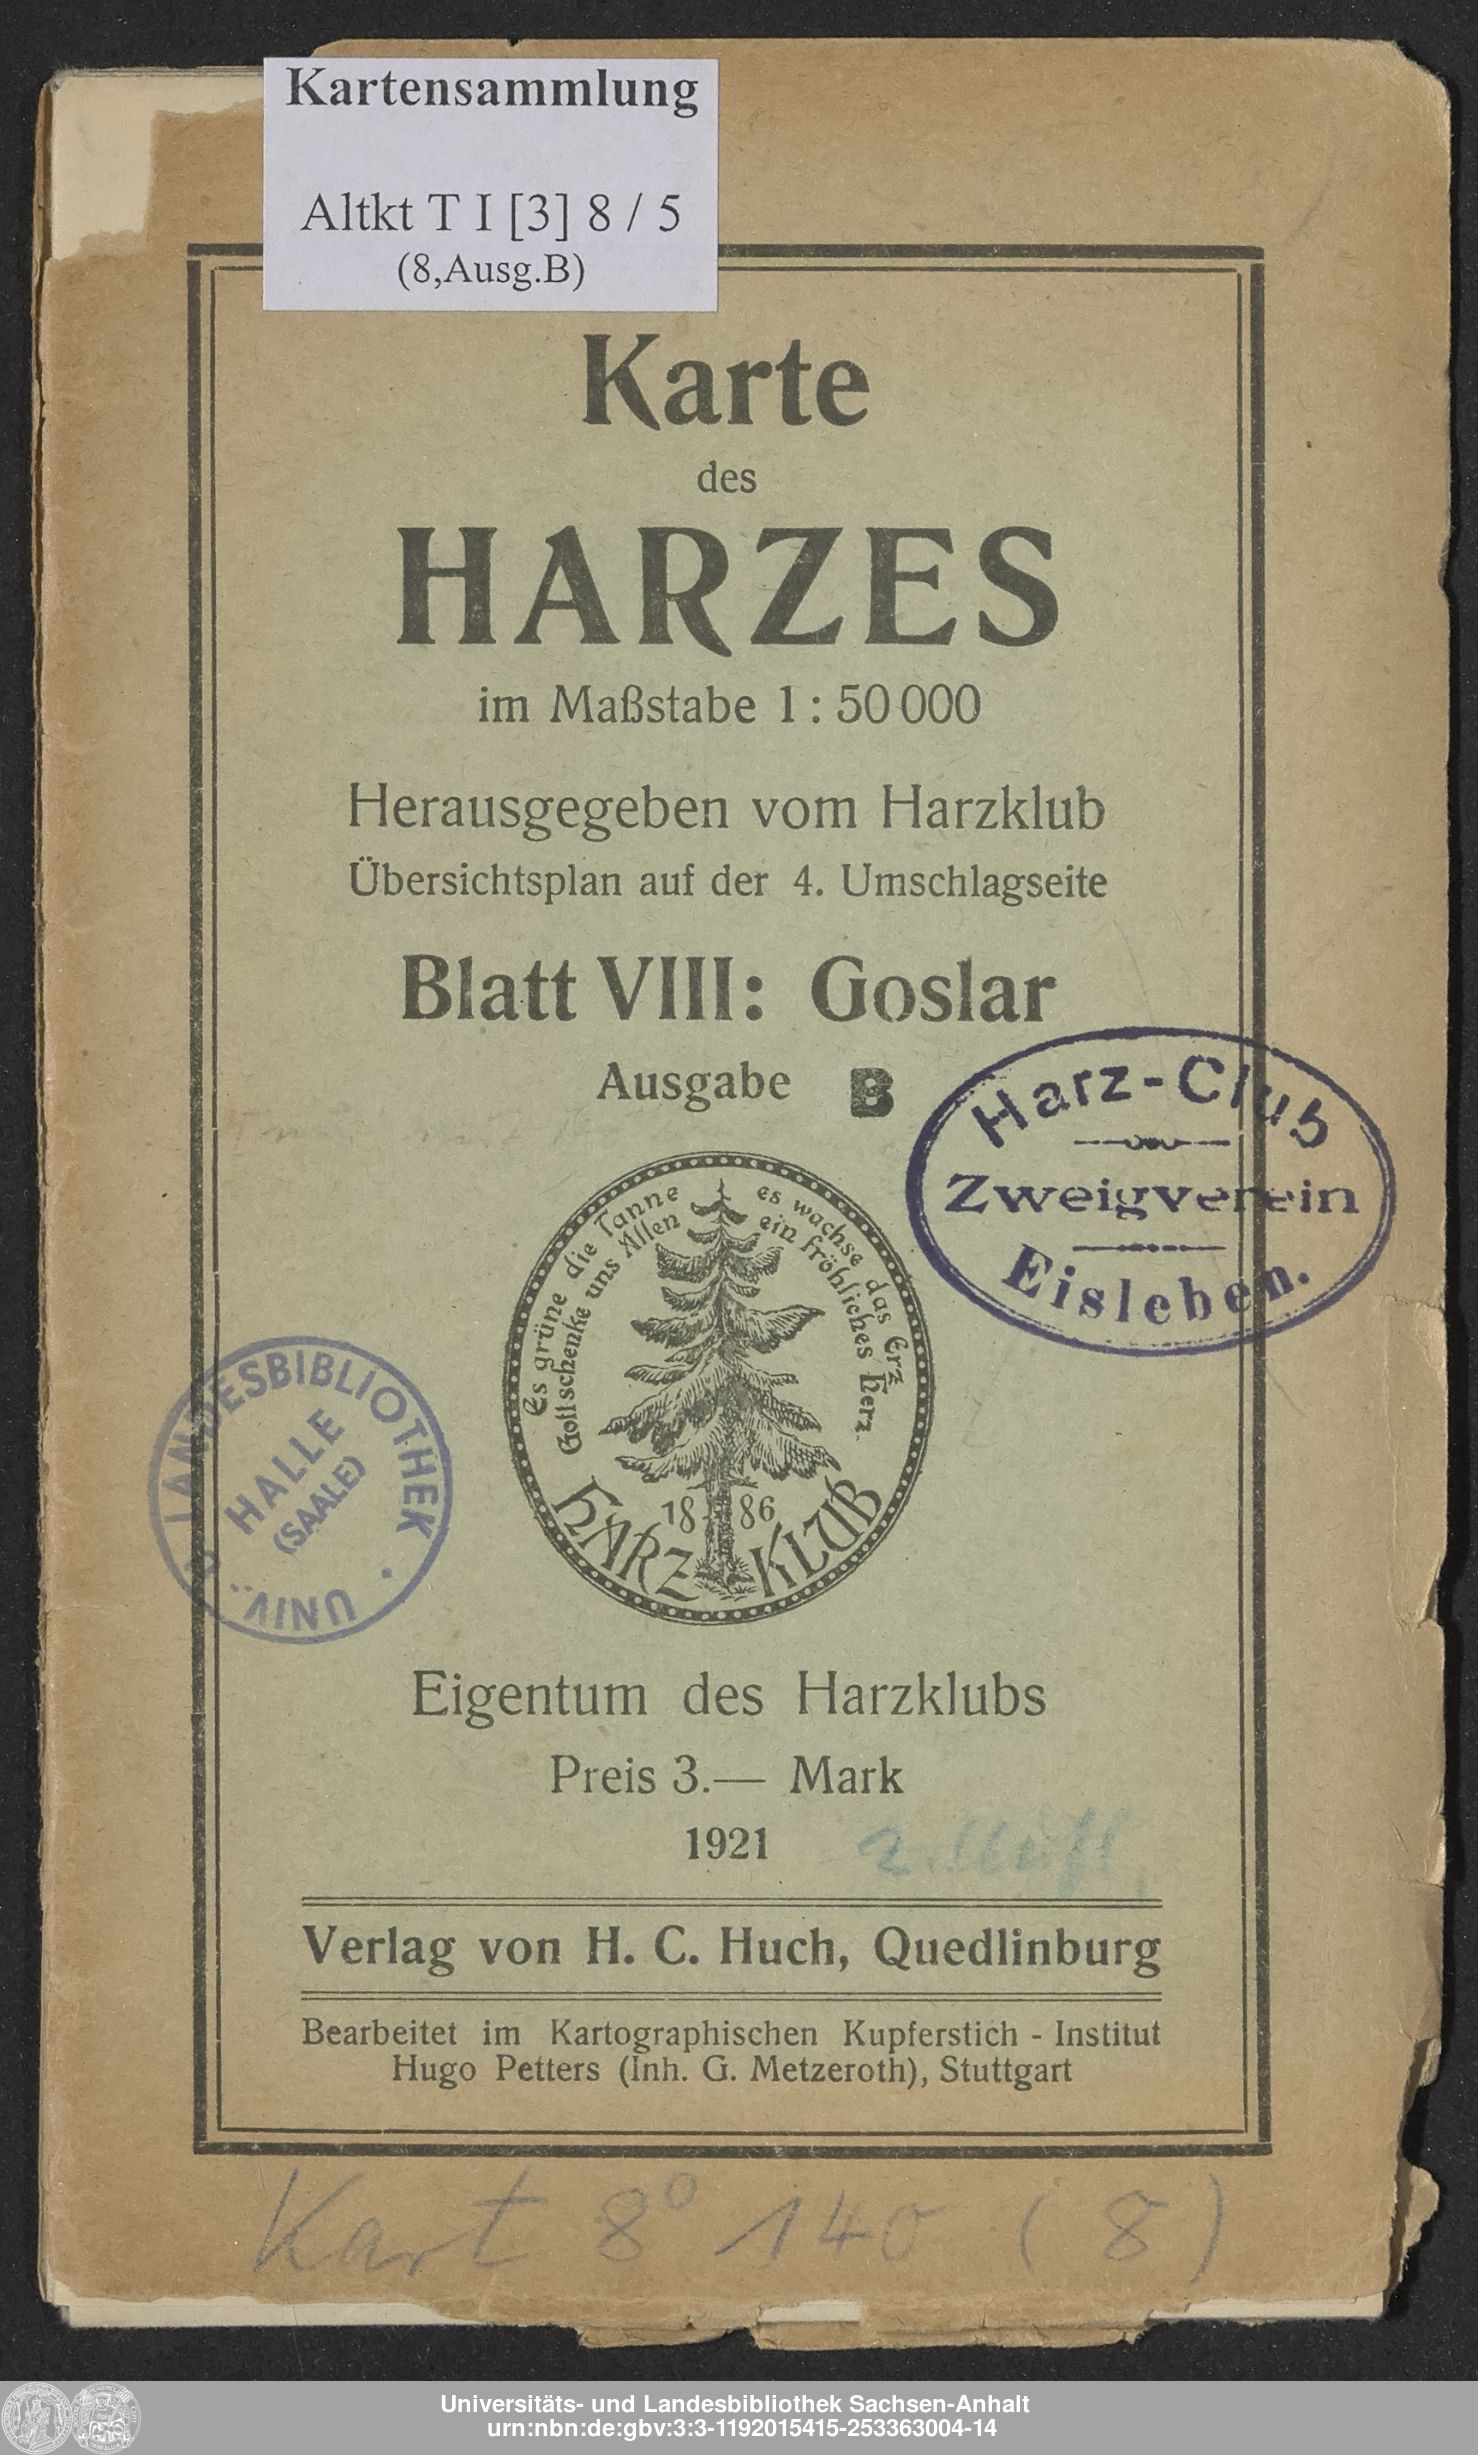 Kartensammlung
Altkt T I [3] 8 / 5
(8,Ausg.B)
Karte
des
HARZES
im Maßstabe 1 : 50 000
Herausgegeben vom Harzklub
Übersichtsplan auf der 4. Umschlagseite
Blatt VIII: Goslar
Ausgabe B
Harz-Club
Zweigverein
Eisleben.
Es grüne die Tanne es wachse das Erz
Gott schenke uns Allen ein fröhliches Herz.
1886
HARZ KLUB
LANDESBIBLIOTHEK
HALLE
(SAALE)
UNIV.
Eigentum des Harzklubs
Preis 3.— Mark
1921
2. Aufl.
Verlag von H. C. Huch, Quedlinburg
Bearbeitet im Kartographischen Kupferstich - Institut
Hugo Petters (Inh. G. Metzeroth), Stuttgart
Kart 8° 140 (8)
Universitäts- und Landesbibliothek Sachsen-Anhalt
urn:nbn:de:gbv:3:3-1192015415-253363004-14